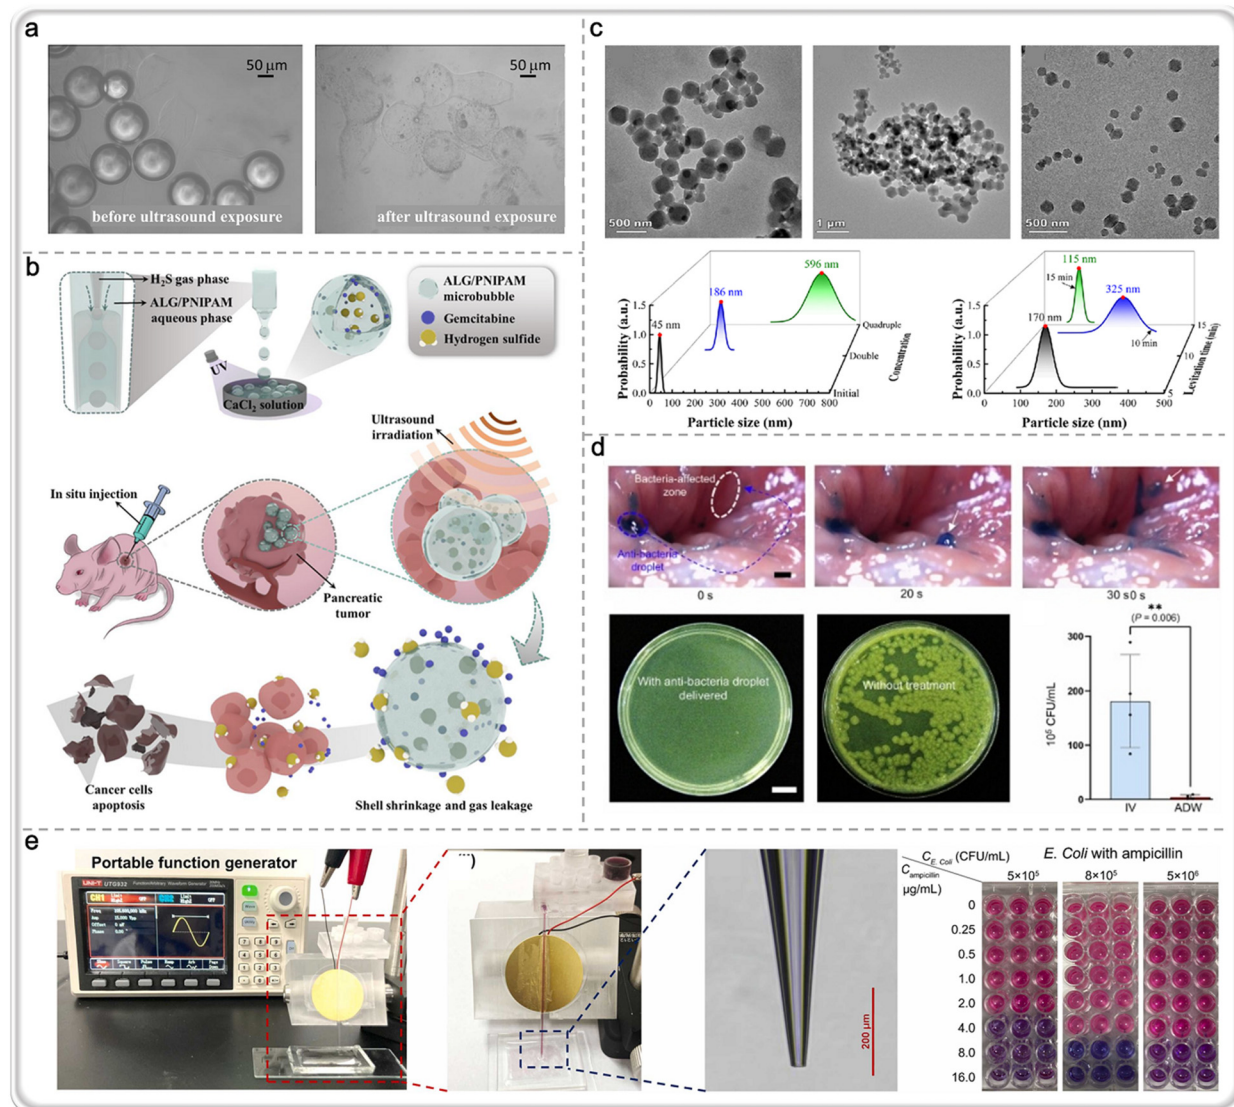 a
50 μm
before ultrasound exposure
50 μm
after ultrasound exposure
b
H₂S gas phase
ALG/PNIPAM
aqueous phase
UV
CaCl₂ solution
ALG/PNIPAM
microbubble
Gemcitabine
Hydrogen sulfide
Ultrasound
irradiation
In situ injection
Pancreatic
tumor
Cancer cells
apoptosis
Shell shrinkage and gas leakage
c
500 nm
1 μm
500 nm
Probability (a.u.)
1.5
1.0
0.5
0.0
45 nm
186 nm
596 nm
Quadruple
Double
Initial
Concentration
0 100 200 300 400 500 600 700 800
Particle size (nm)
Probability (a.u.)
1.5
1.0
0.5
0.0
170 nm
115 nm
15 min
325 nm
10 min
15
10
5
Levitation time (min)
0 100 200 300 400 500
Particle size (nm)
d
Bacteria-affected
zone
Anti-bacteria
droplet
0 s
20 s
30 s0s
With anti-bacteria droplet
delivered
Without treatment
**
(P = 0.006)
300
200
100
0
10⁵ CFU/mL
IV
ADW
e
Portable function generator
UNI-T UTG932
CH1
200 μm
C E. Coli (CFU/mL)
C ampicillin
μg/mL)
E. Coli with ampicillin
5×10⁵
8×10⁵
5×10⁶
0
0.25
0.5
1.0
2.0
4.0
8.0
16.0